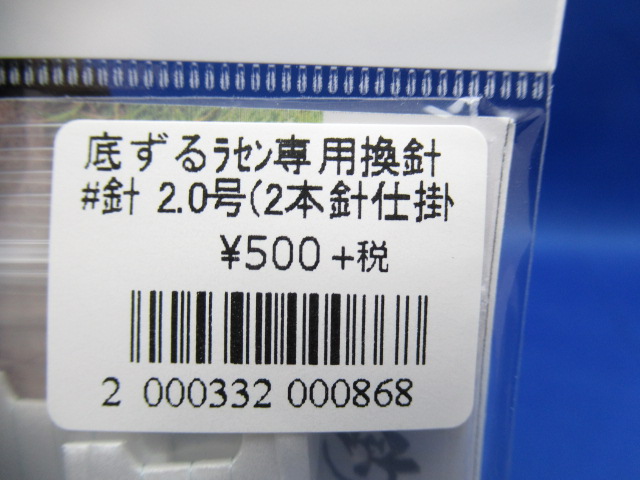 底ずるラセン専用換針
#針 2.0号(2本針仕掛
¥500 +税
2 000332 000868